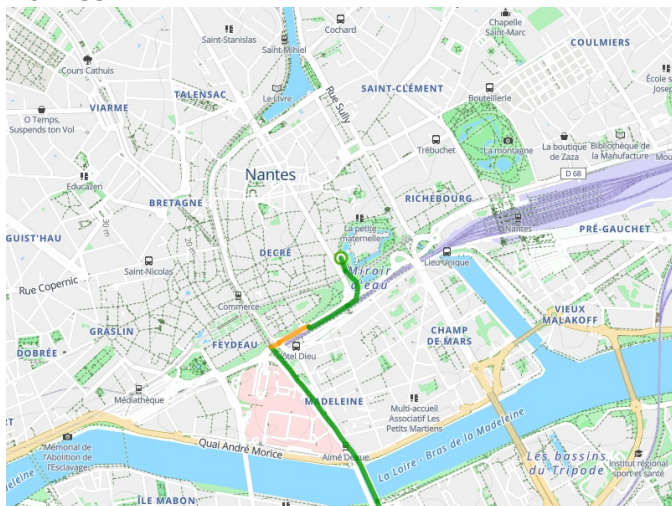 Cochard
Saint-Stanislas
Saint-Mihiel
Chapelle
Saint-Marc
COULMIERS
Cours Cathuis
TALENSAC
Le Livre
Rue Sully
SAINT-CLÉMENT
Bouteillerie
École s
Josep
VIARME
O Temps,
Suspends ton Vol
Trébuchet
La montagne
La boutique
de Zaza
Bibliothèque de
la Manufacture
Mou
D 68
Nantes
Educazen
BRETAGNE
30 m
20 m
RICHEBOURG
La petite
maternelle
Nantes
PRÉ-GAUCHET
GUIST'HAU
DECRÉ
Saint-Nicolas
Miroir
d'eau
Lieu Unique
Rue Copernic
Commerce
VIEUX
MALAKOFF
GRASLIN
FEYDEAU
CHAMP
DE MARS
DOBRÉE
Hôtel Dieu
Médiathèque
MADELEINE
Multi-accueil
Associatif Les
Petits Martiens
RT
Quai André Morice
Aimé Delrue
La Loire - Bras de la Madeleine
Mémorial de
l'Abolition de
l'Esclavage
deleine
Les bassins
du Tripode
Institut régional
sport et santé
ÎLE MABON